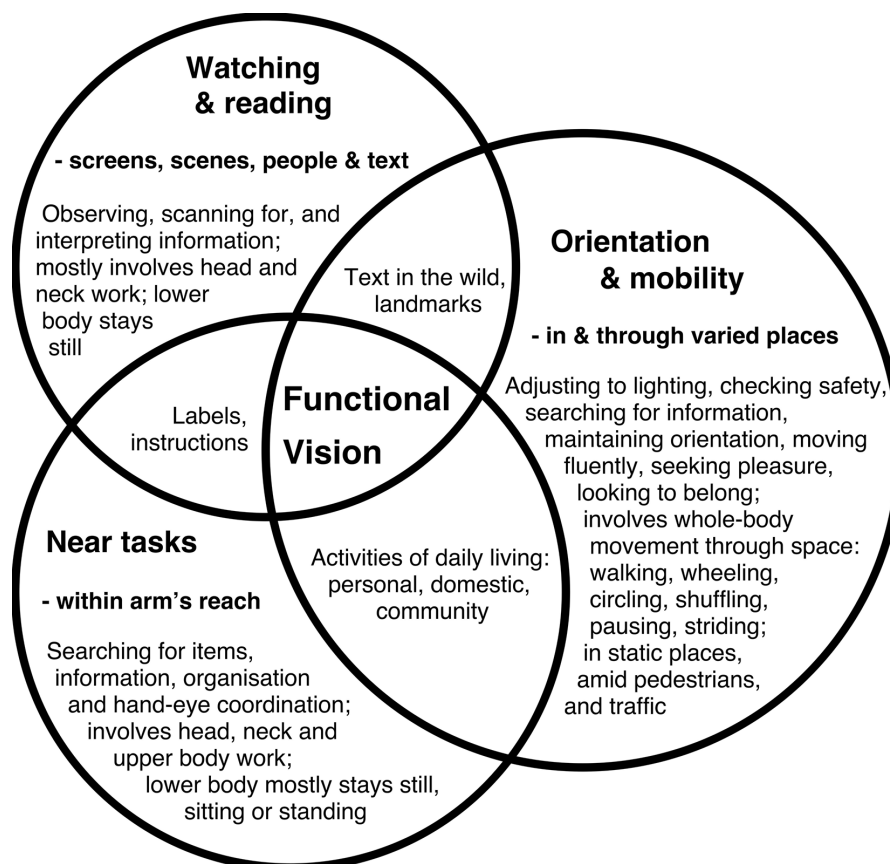 Watching
& reading
- screens, scenes, people & text
Observing, scanning for, and
interpreting information;
mostly involves head and
neck work; lower
body stays
still
Text in the wild,
landmarks
Orientation
& mobility
- in & through varied places
Adjusting to lighting, checking safety,
searching for information,
maintaining orientation, moving
fluently, seeking pleasure,
looking to belong;
involves whole-body
movement through space:
walking, wheeling,
circling, shuffling,
pausing, striding;
in static places,
amid pedestrians,
and traffic
Labels,
instructions
Functional
Vision
Near tasks
- within arm's reach
Searching for items,
information, organisation
and hand-eye coordination;
involves head, neck and
upper body work;
lower body mostly stays still,
sitting or standing
Activities of daily living:
personal, domestic,
community